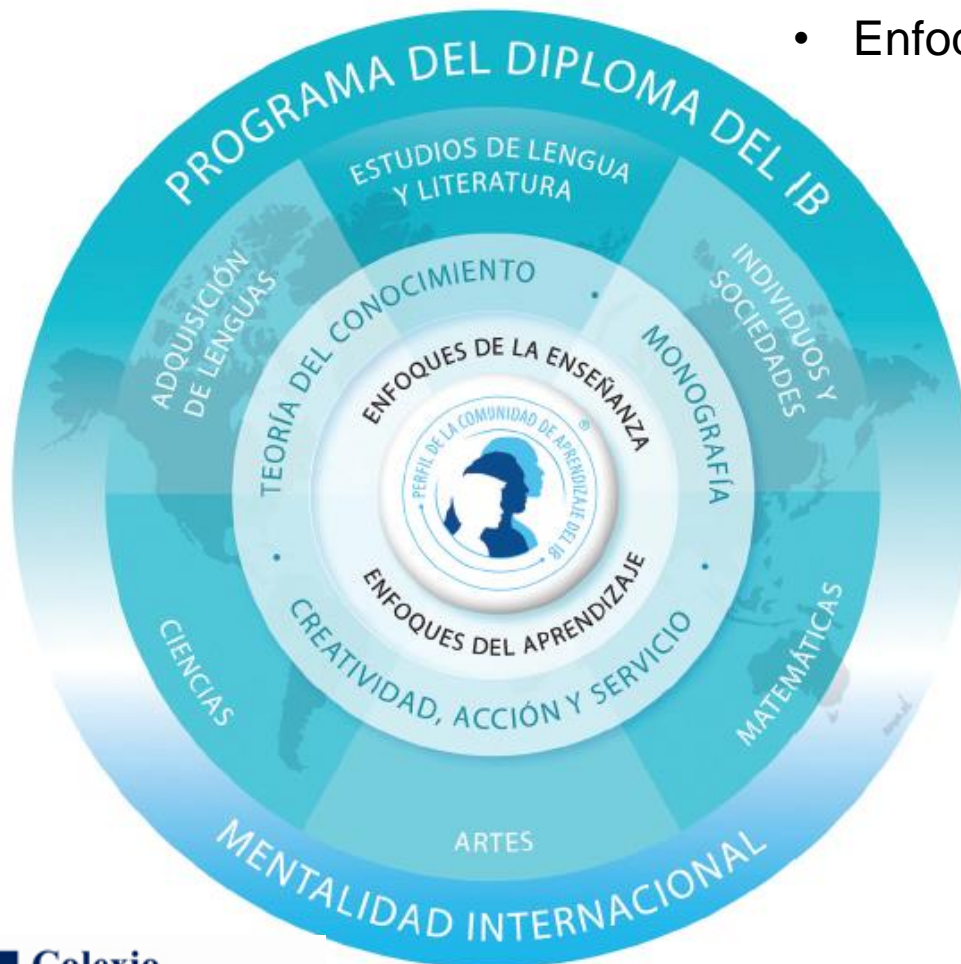 • Enfoc
PROGRAMA DEL DIPLOMA DEL IB
ESTUDIOS DE LENGUA
Y LITERATURA
ADQUISICIÓN
DE LENGUAS
INDIVIDUOS Y
SOCIEDADES
TEORÍA DEL CONOCIMIENTO
MONOGRAFÍA
ENFOQUES DE LA ENSEÑANZA
PERFIL DE LA COMUNIDAD DE APRENDIZAJE DEL IB ®
ENFOQUES DEL APRENDIZAJE
CREATIVIDAD, ACCIÓN Y SERVICIO
CIENCIAS
MATEMÁTICAS
ARTES
MENTALIDAD INTERNACIONAL
Colexio